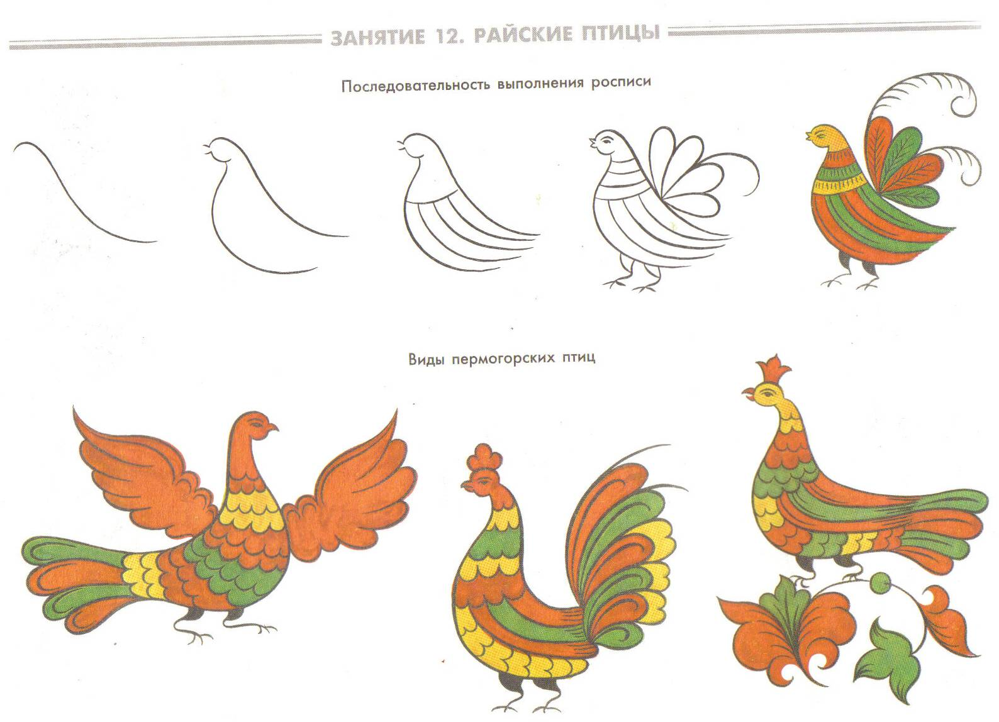 ЗАНЯТИЕ 12. РАЙСКИЕ ПТИЦЫ
Последовательность выполнения росписи
Виды пермогорских птиц